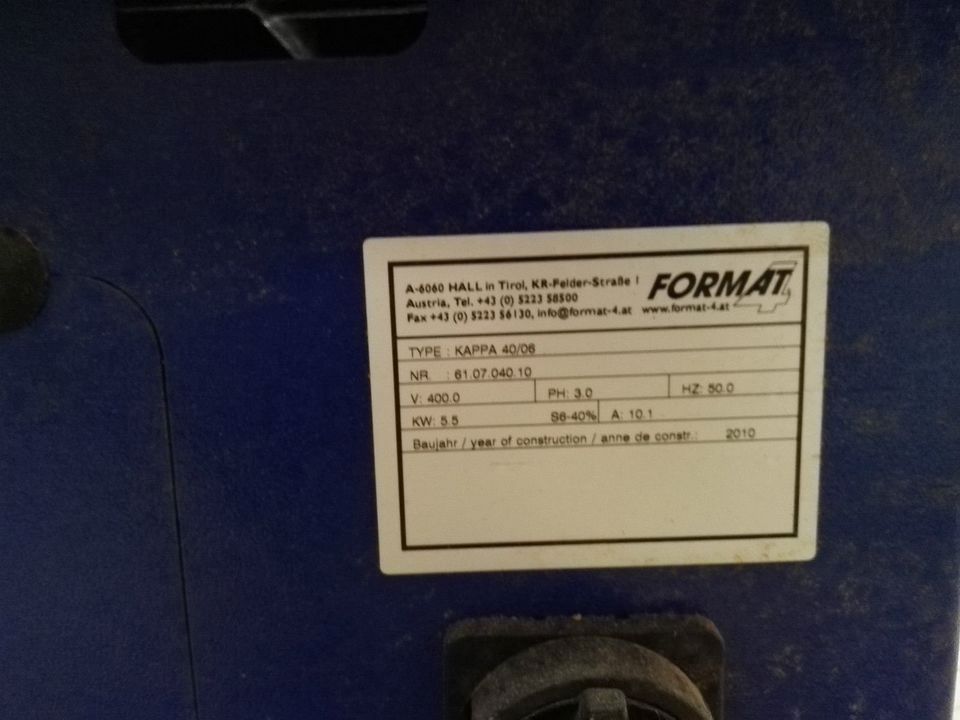 A-6060 HALL in Tirol, KR-Felder-Straße 1
Austria, Tel. +43 (0) 5223 58500
Fax +43 (0) 5223 56130, info@format-4.at www.format-4.at
FORMAT 4
TYPE : KAPPA 40/06
NR. : 61.07.040.10
V: 400.0 PH: 3.0 HZ: 50.0
KW: 5.5 S6-40% A: 10.1
Baujahr / year of construction / anne de constr.: 2010